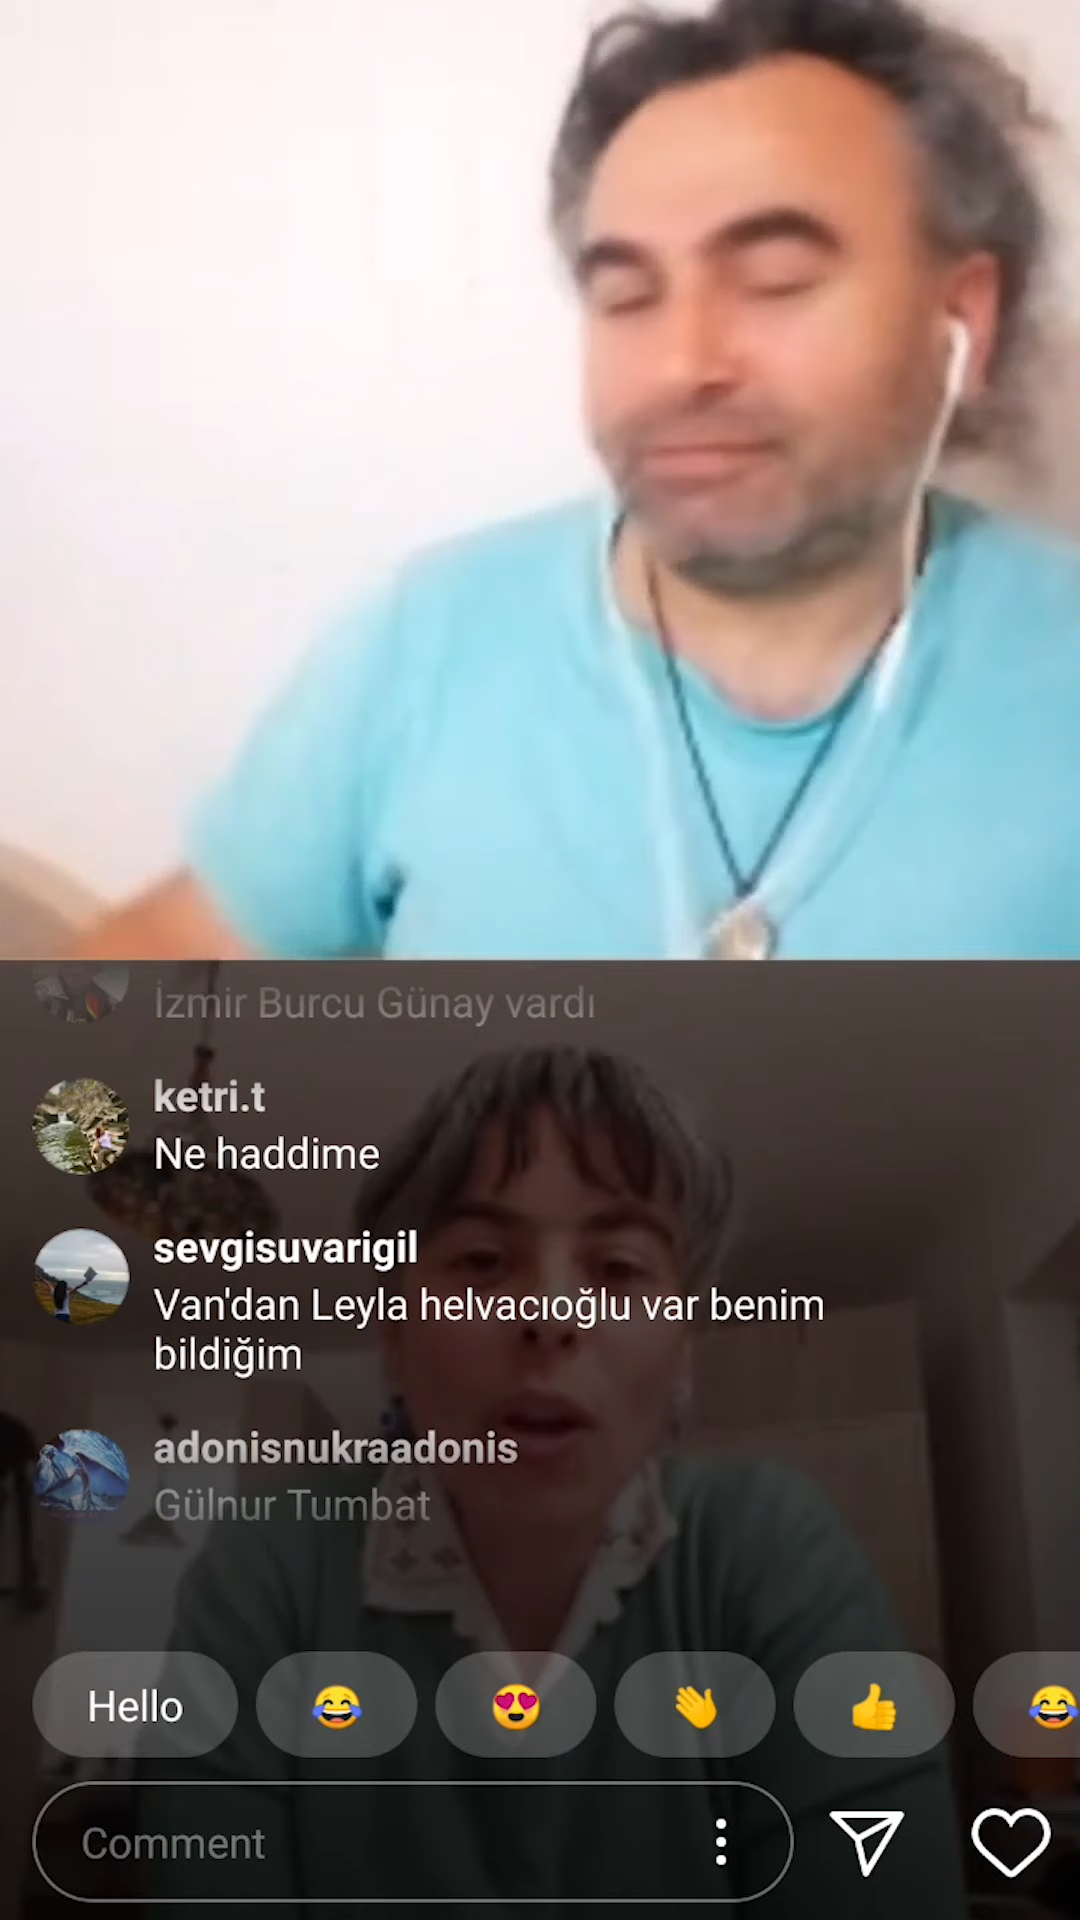 İzmir Burcu Günay vardı
ketri.t
Ne haddime
sevgisuvarigil
Van'dan Leyla helvacıoğlu var benim
bildiğim
adonisnukraadonis
Gülnur Tumbat
Hello
Comment